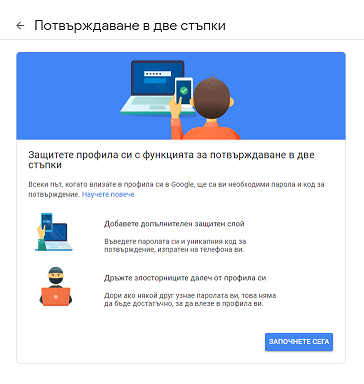 Потвърждаване в две стъпки
Защитете профила си с функцията за потвърждаване в две
стъпки
Всеки път, когато влизате в профила си в Google, ще са ви необходими парола и код за
потвърждение. Научете повече
Добавете допълнителен защитен слой
Въведете паролата си и уникалния код за
потвърждение, изпратен на телефона ви.
Дръжте злосторниците далеч от профила си
Дори ако някой друг узнае паролата ви, това няма
да бъде достатъчно, за да влезе в профила ви.
ЗАПОЧНЕТЕ СЕГА